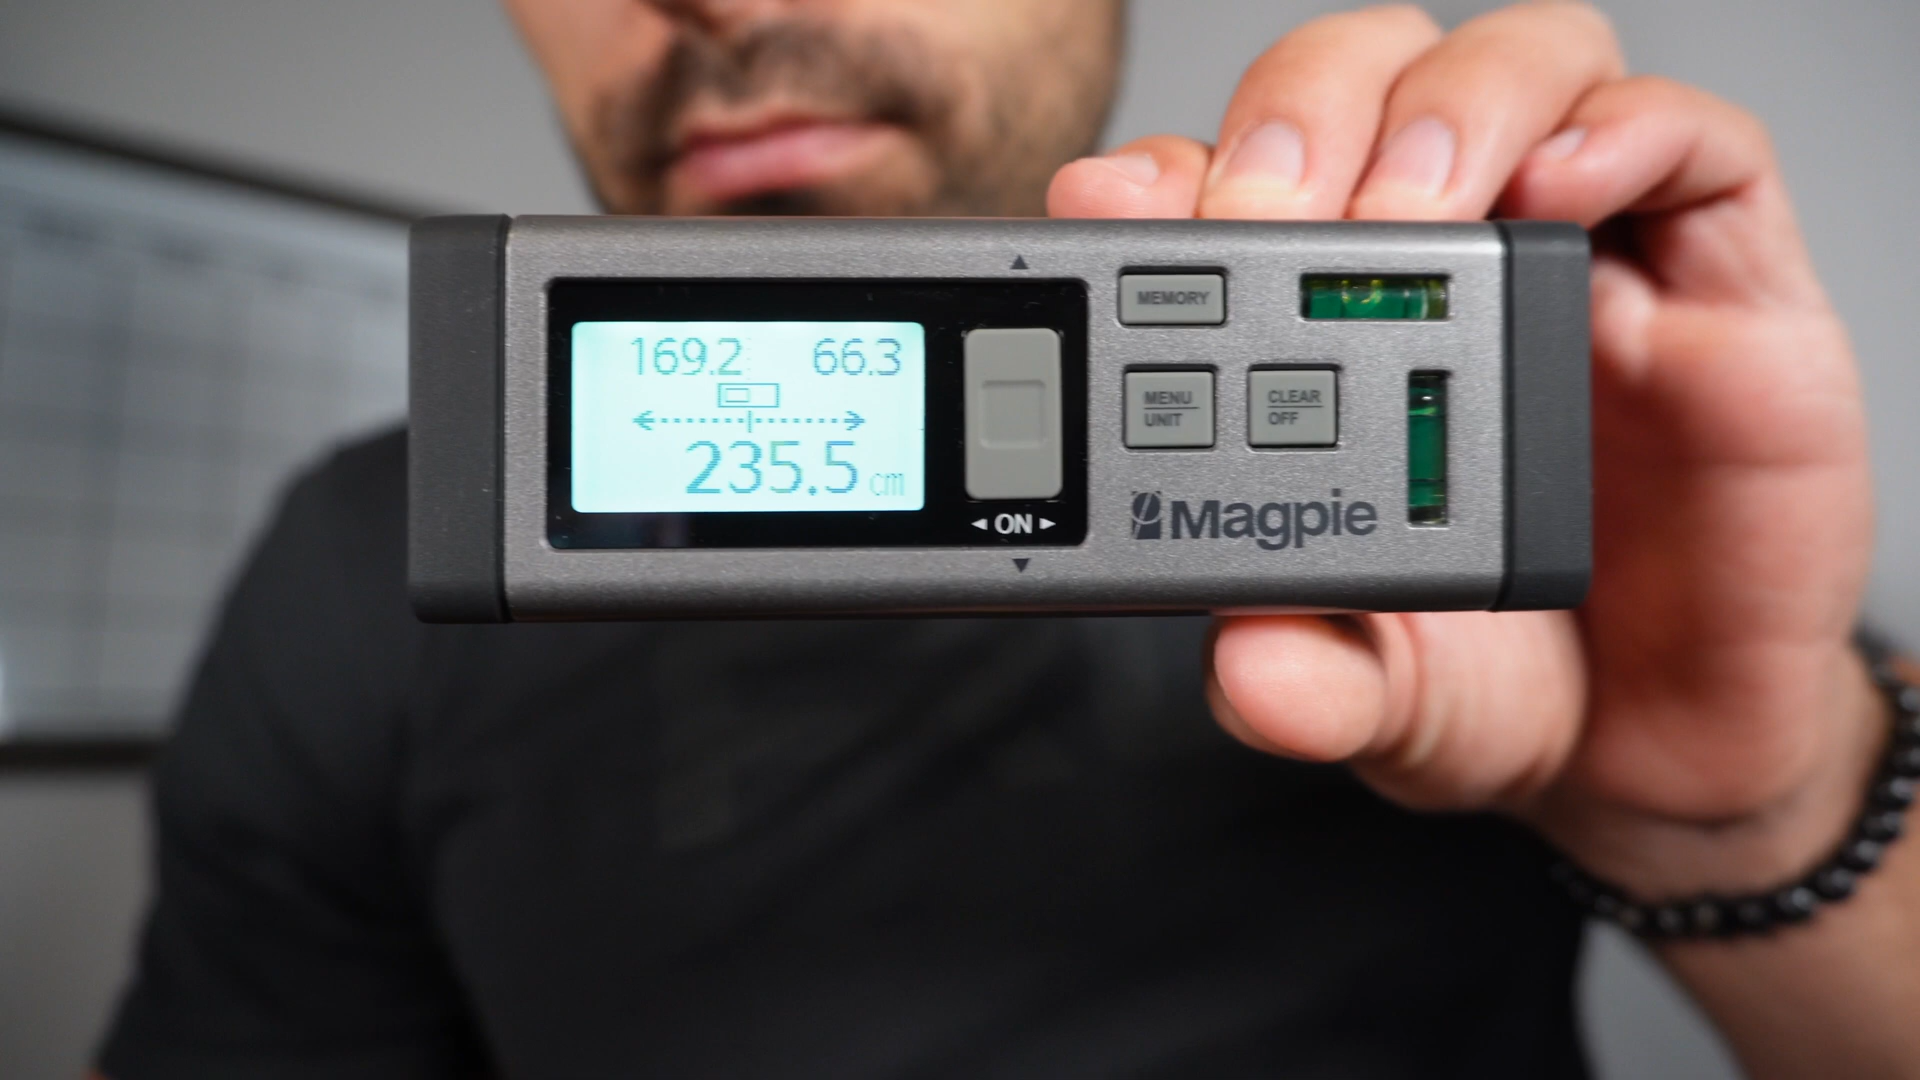 169.2 66.3
235.5 cm
◄ ON ►
MEMORY
MENU
UNIT
CLEAR
OFF
Magpie